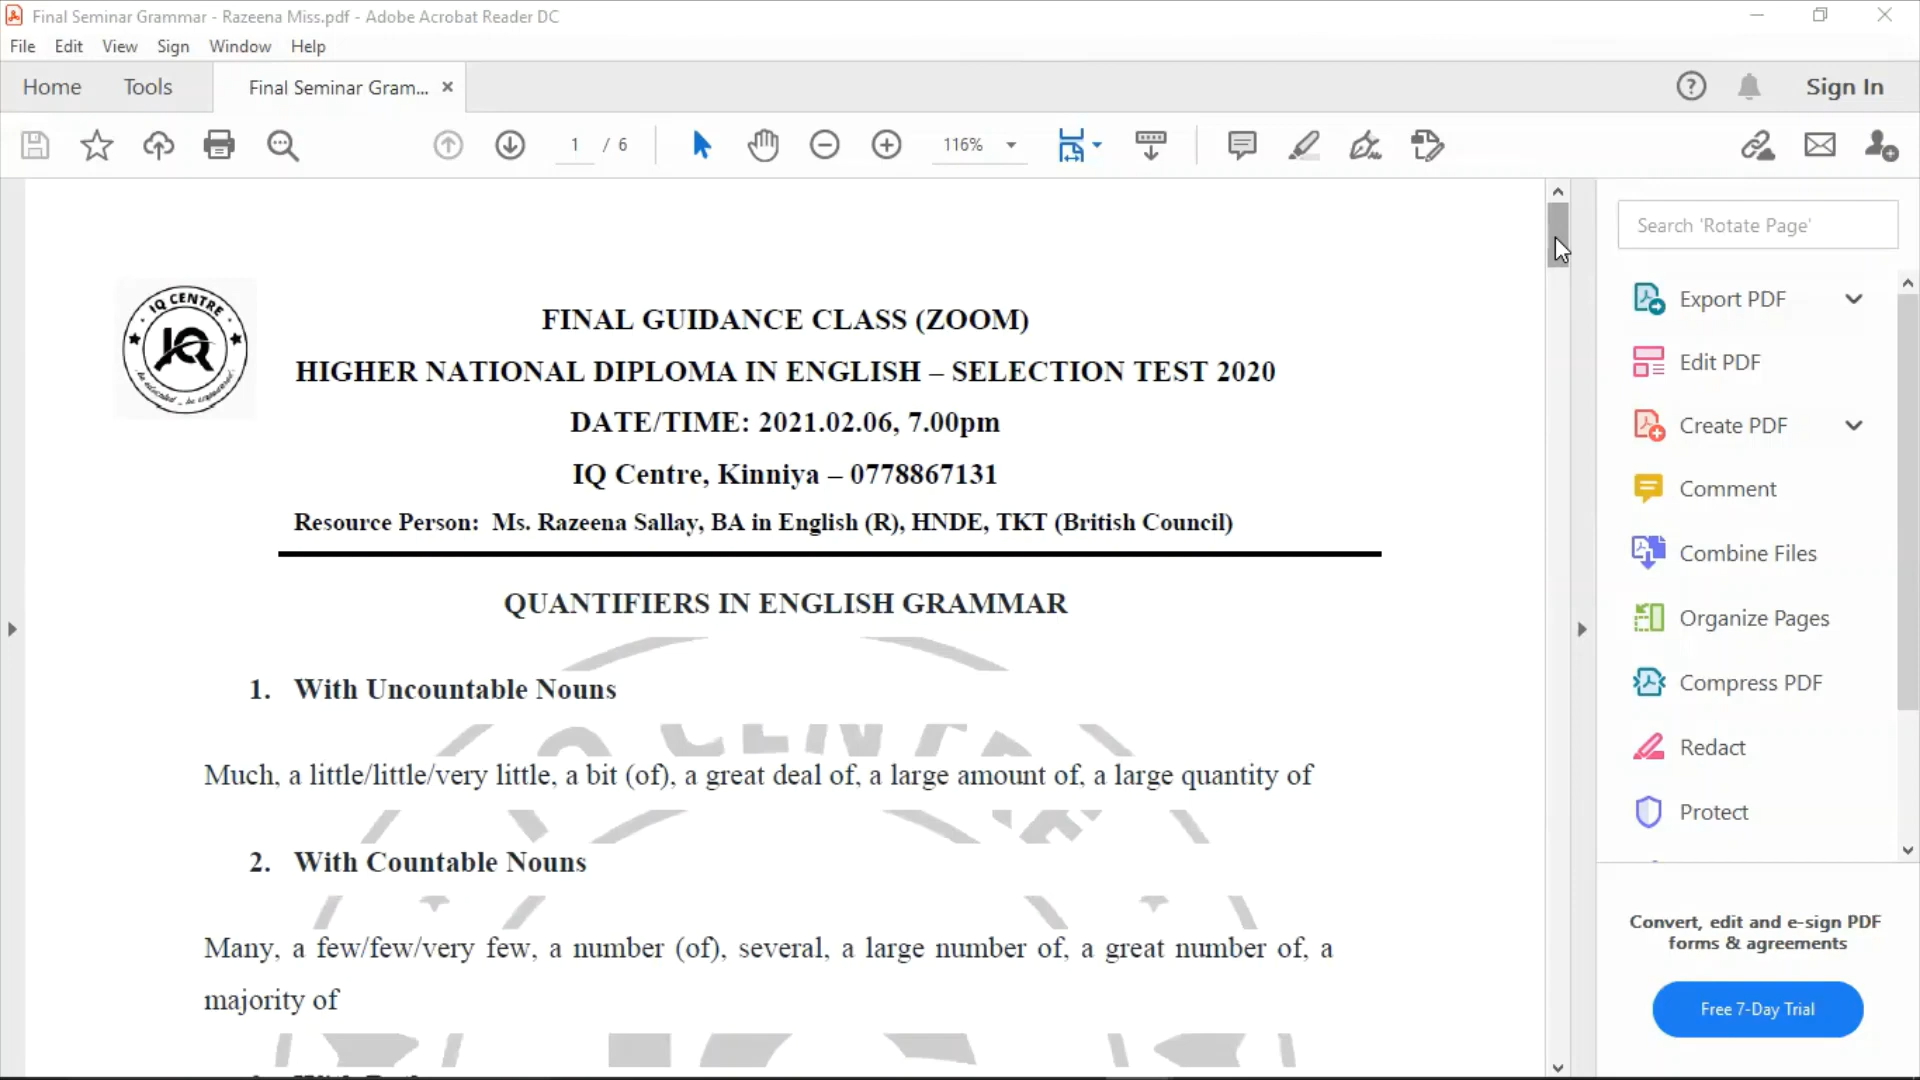 Final Seminar Grammar - Razeena Miss.pdf - Adobe Acrobat Reader DC
File Edit View Sign Window Help
Home Tools Final Seminar Gram... Sign In
1 / 6 116%
Search 'Rotate Page'
Export PDF
Edit PDF
Create PDF
Comment
Combine Files
Organize Pages
Compress PDF
Redact
Protect
Convert, edit and e-sign PDF
forms & agreements
Free 7-Day Trial
IQ CENTRE
IQ
FINAL GUIDANCE CLASS (ZOOM)
HIGHER NATIONAL DIPLOMA IN ENGLISH – SELECTION TEST 2020
DATE/TIME: 2021.02.06, 7.00pm
IQ Centre, Kinniya – 0778867131
Resource Person: Ms. Razeena Sallay, BA in English (R), HNDE, TKT (British Council)
QUANTIFIERS IN ENGLISH GRAMMAR
1. With Uncountable Nouns
Much, a little/little/very little, a bit (of), a great deal of, a large amount of, a large quantity of
2. With Countable Nouns
Many, a few/few/very few, a number (of), several, a large number of, a great number of, a
majority of